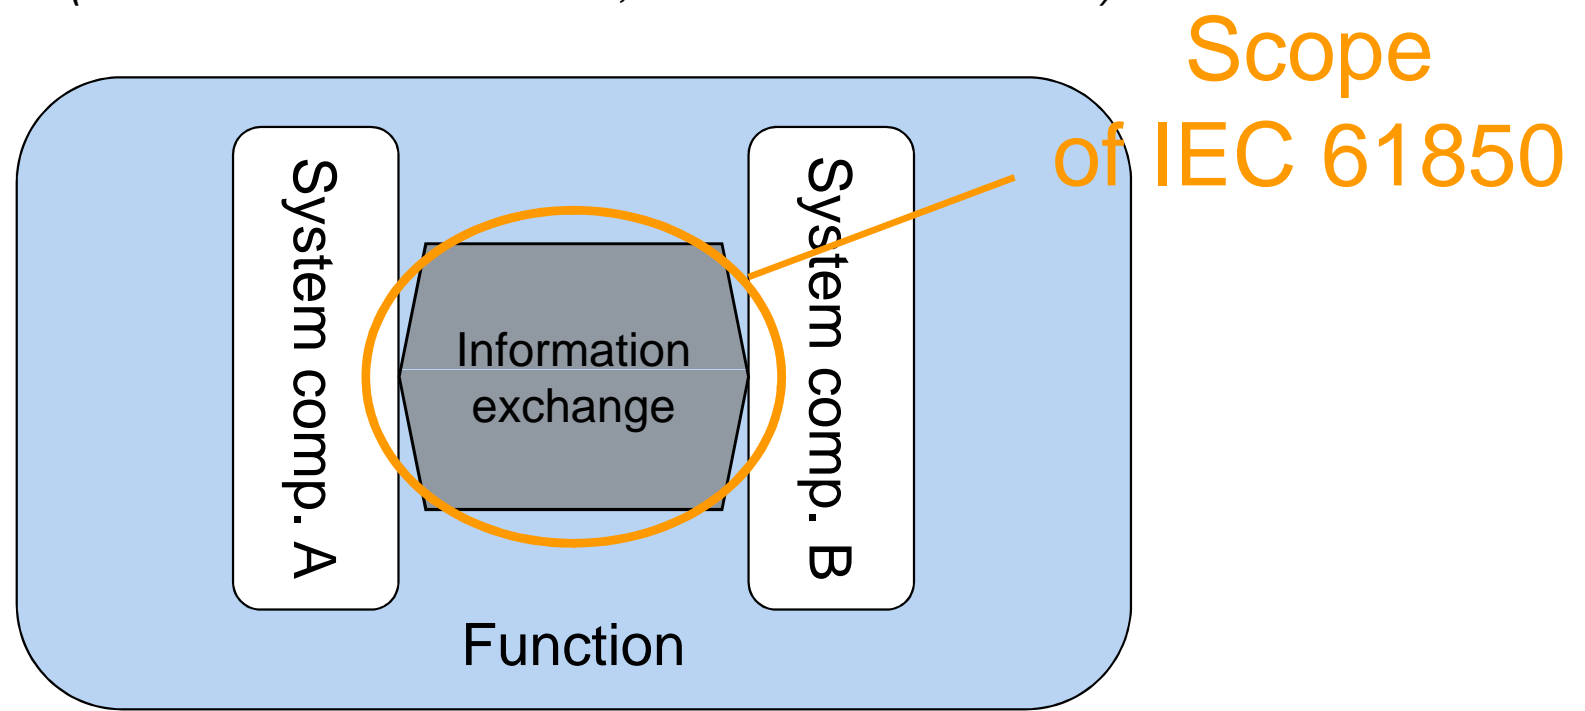 Scope
of IEC 61850
System comp. A
System comp. B
Information
exchange
Function